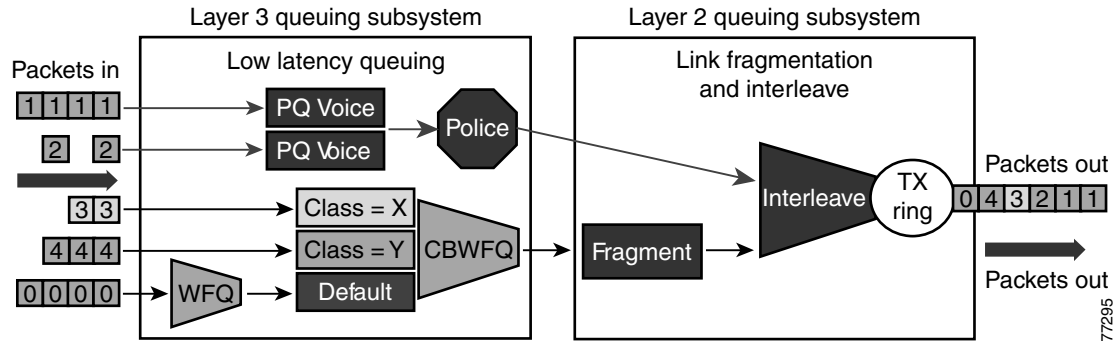 Layer 3 queuing subsystem
Layer 2 queuing subsystem
Low latency queuing
Link fragmentation
and interleave
Packets in
1 1 1 1
PQ Voice
2 2
PQ Voice
Police
3 3
Class = X
4 4 4
Class = Y
CBWFQ
0 0 0 0
WFQ
Default
Fragment
Interleave
TX
ring
Packets out
0 4 3 2 1 1
Packets out
77295